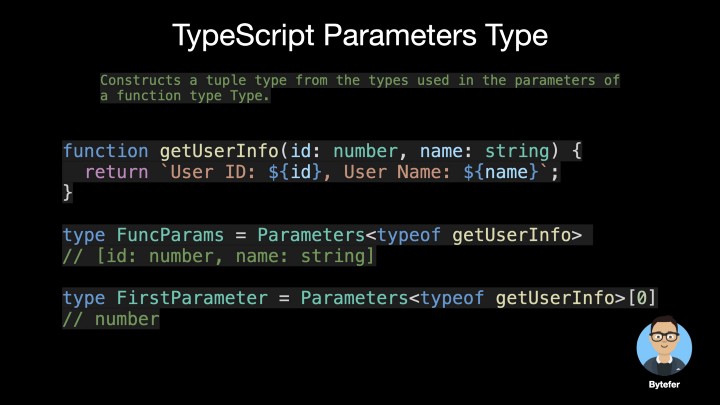 TypeScript Parameters Type
Constructs a tuple type from the types used in the parameters of
a function type Type.
function getUserInfo(id: number, name: string) {
  return `User ID: ${id}, User Name: ${name}`;
}
type FuncParams = Parameters<typeof getUserInfo>
// [id: number, name: string]
type FirstParameter = Parameters<typeof getUserInfo>[0]
// number
Bytefer